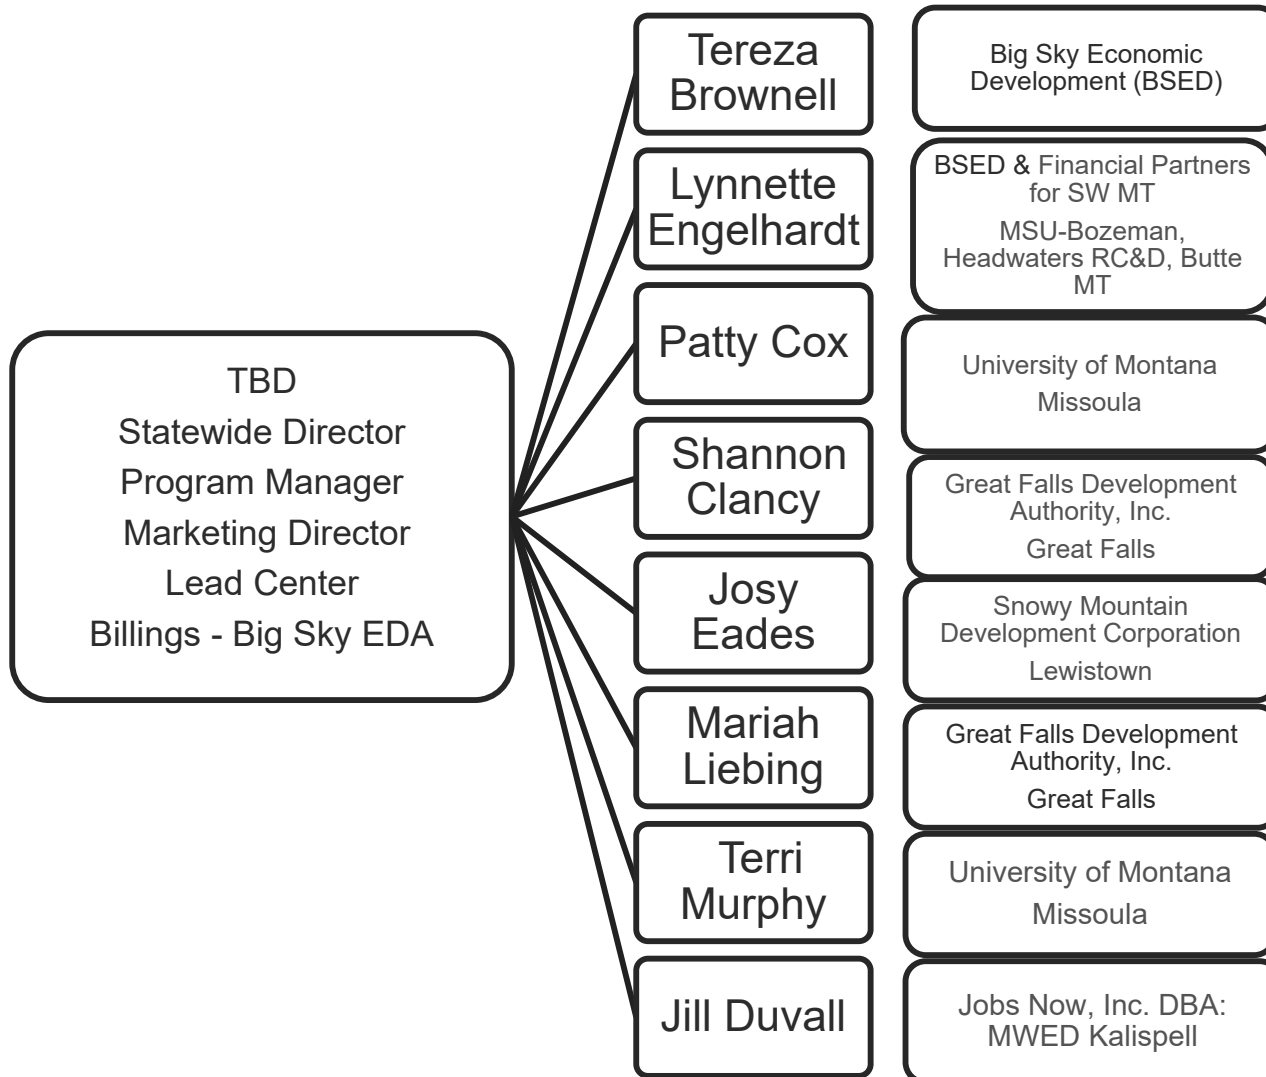 TBD
Statewide Director
Program Manager
Marketing Director
Lead Center
Billings - Big Sky EDA
Tereza
Brownell
Big Sky Economic
Development (BSED)
Lynnette
Engelhardt
BSED & Financial Partners
for SW MT
MSU-Bozeman,
Headwaters RC&D, Butte
MT
Patty Cox
University of Montana
Missoula
Shannon
Clancy
Great Falls Development
Authority, Inc.
Great Falls
Josy
Eades
Snowy Mountain
Development Corporation
Lewistown
Mariah
Liebing
Great Falls Development
Authority, Inc.
Great Falls
Terri
Murphy
University of Montana
Missoula
Jill Duvall
Jobs Now, Inc. DBA:
MWED Kalispell